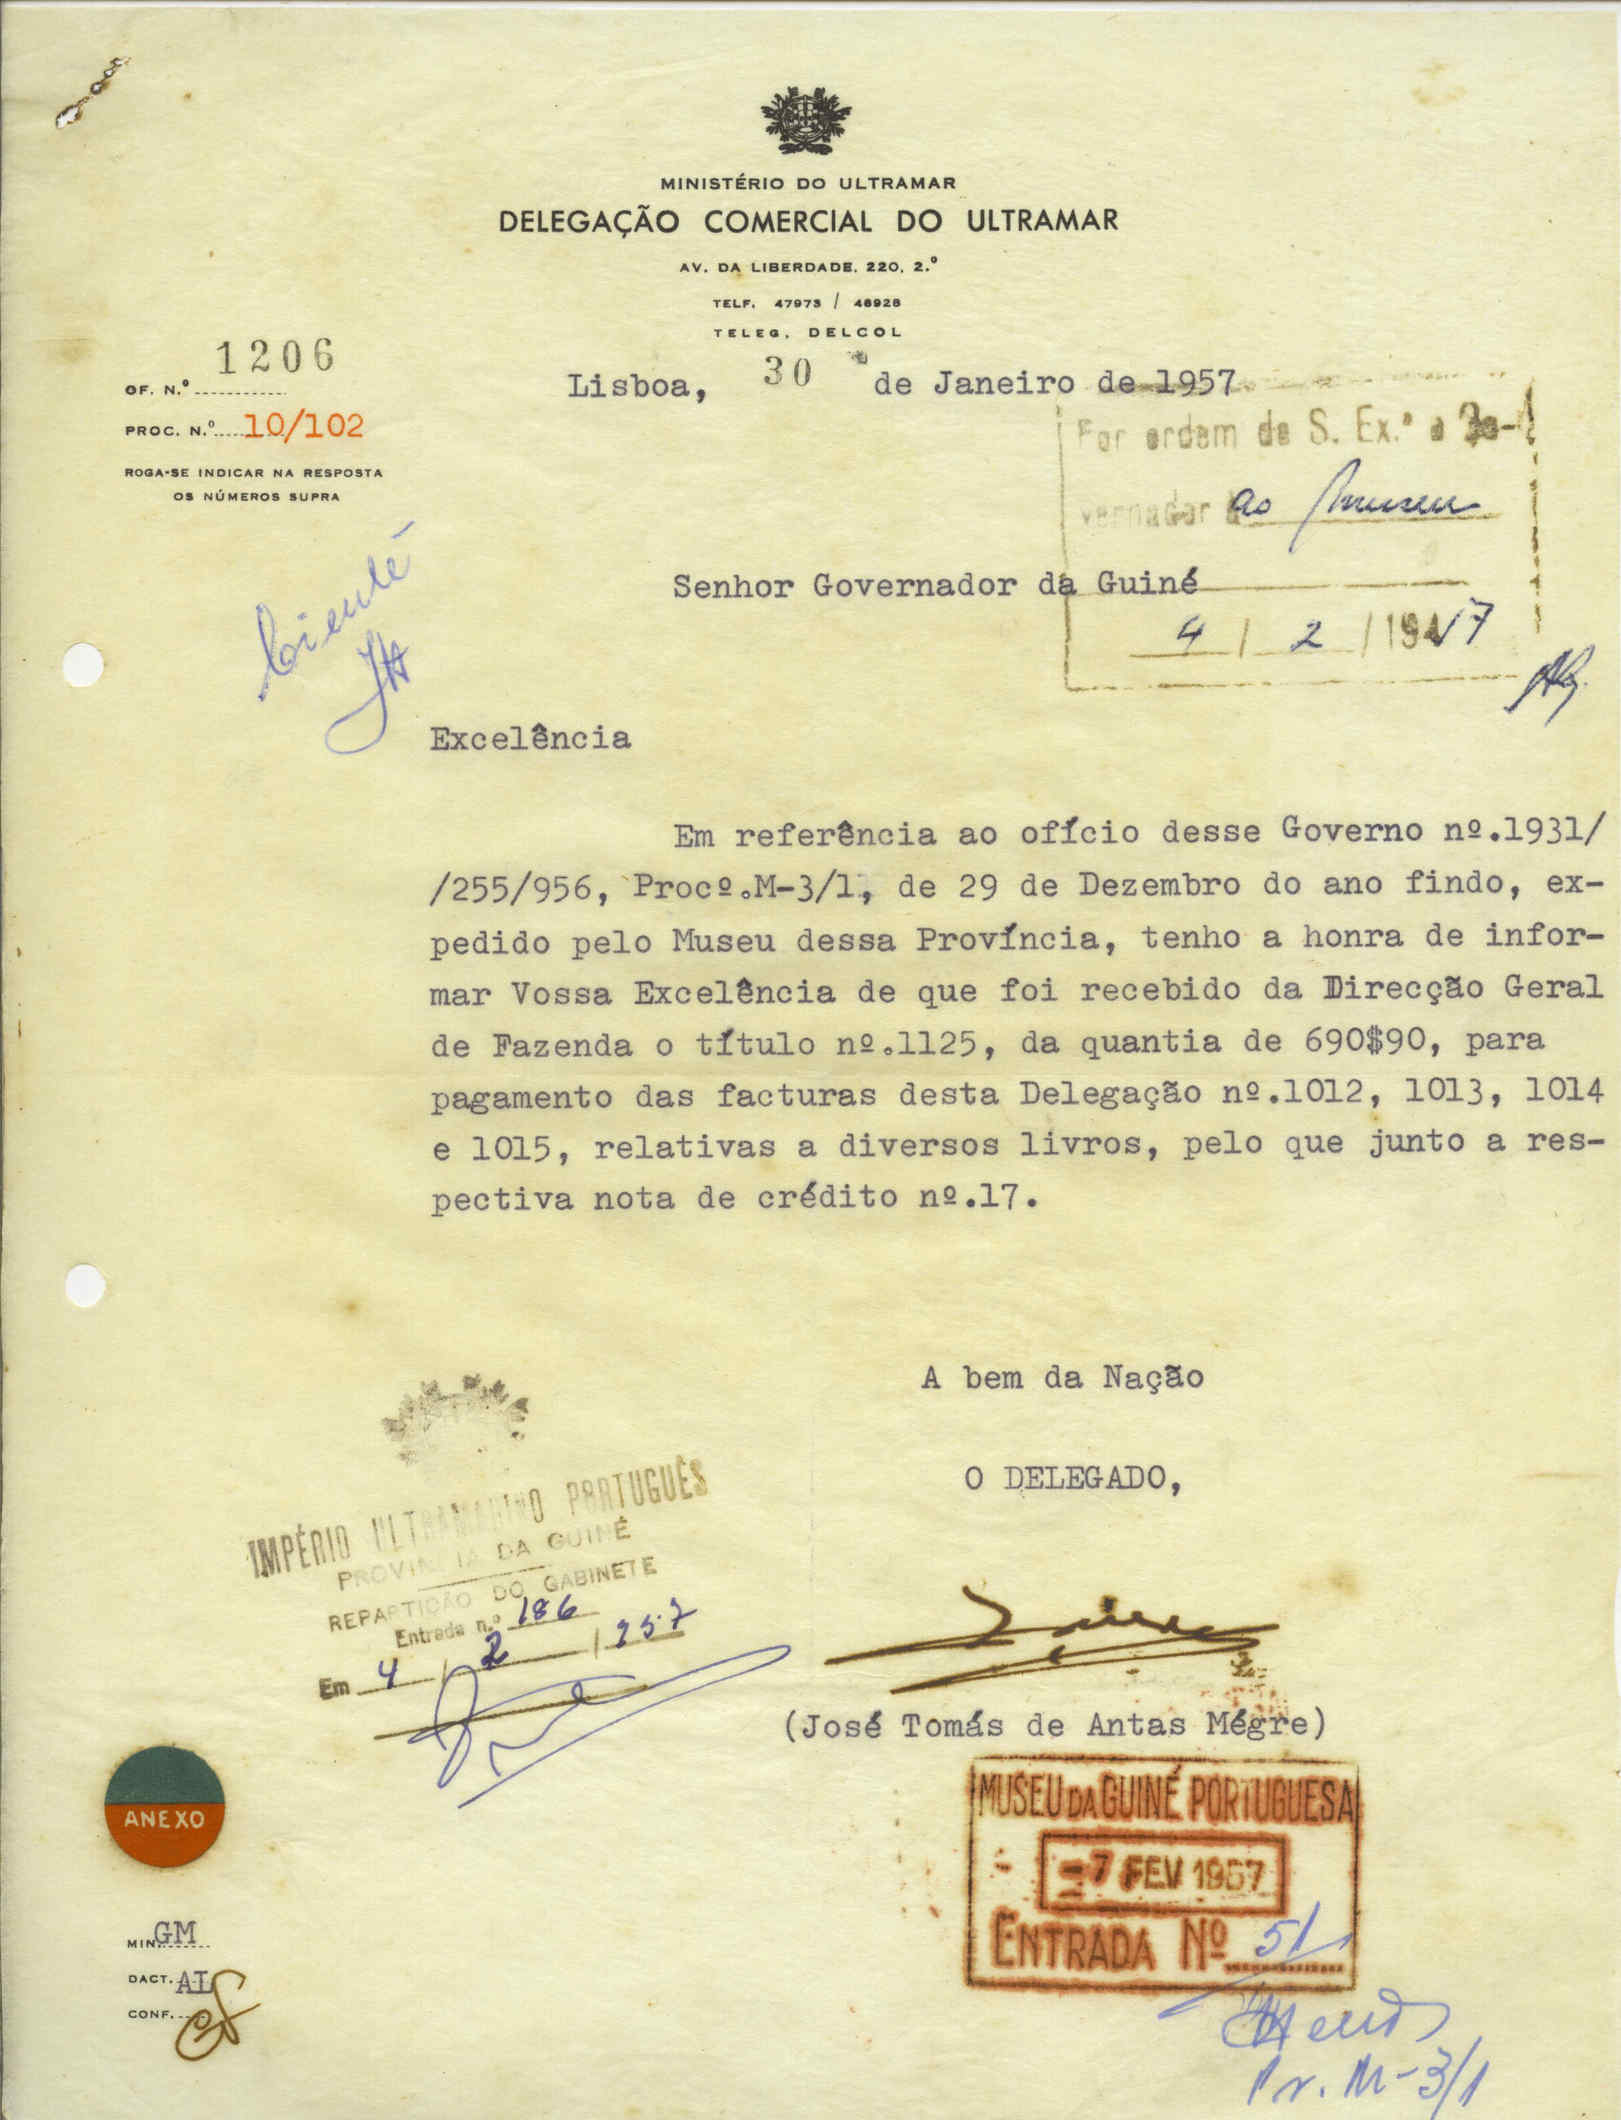 MINISTÉRIO DO ULTRAMAR
DELEGAÇÃO COMERCIAL DO ULTRAMAR
AV. DA LIBERDADE, 220, 2.º
TELF. 47973 / 46928
TELEG. DELCOL
OF. N.º 1206
PROC. N.º 10/102
ROGA-SE INDICAR NA RESPOSTA
OS NÚMEROS SUPRA
Lisboa, 30 de Janeiro de 1957
Por ordem de S. Ex.ª o Go-
vernador ao Museu
4 / 2 / 19
Ciente
Senhor Governador da Guiné
Excelência
Em referência ao ofício desse Governo nº.1931/
/255/956, Procº.M-3/1, de 29 de Dezembro do ano findo, ex-
pedido pelo Museu dessa Província, tenho a honra de infor-
mar Vossa Excelência de que foi recebido da Direcção Geral
de Fazenda o título nº.1125, da quantia de 690$90, para
pagamento das facturas desta Delegação nº.1012, 1013, 1014
e 1015, relativas a diversos livros, pelo que junto a res-
pectiva nota de crédito nº.17.
A bem da Nação
O DELEGADO,
(José Tomás de Antas Mégre)
IMPÉRIO ULTRAMARINO PORTUGUÊS
PROVINCIA DA GUINÉ
REPARTIÇÃO DO GABINETE
Entrada n.º 186
Em 4 / 2 / 957
MUSEU DA GUINÉ PORTUGUESA
-7 FEV 1957
ENTRADA Nº 51
Pr. M-3/1
ANEXO
MIN. GM
DACT. AL
CONF.